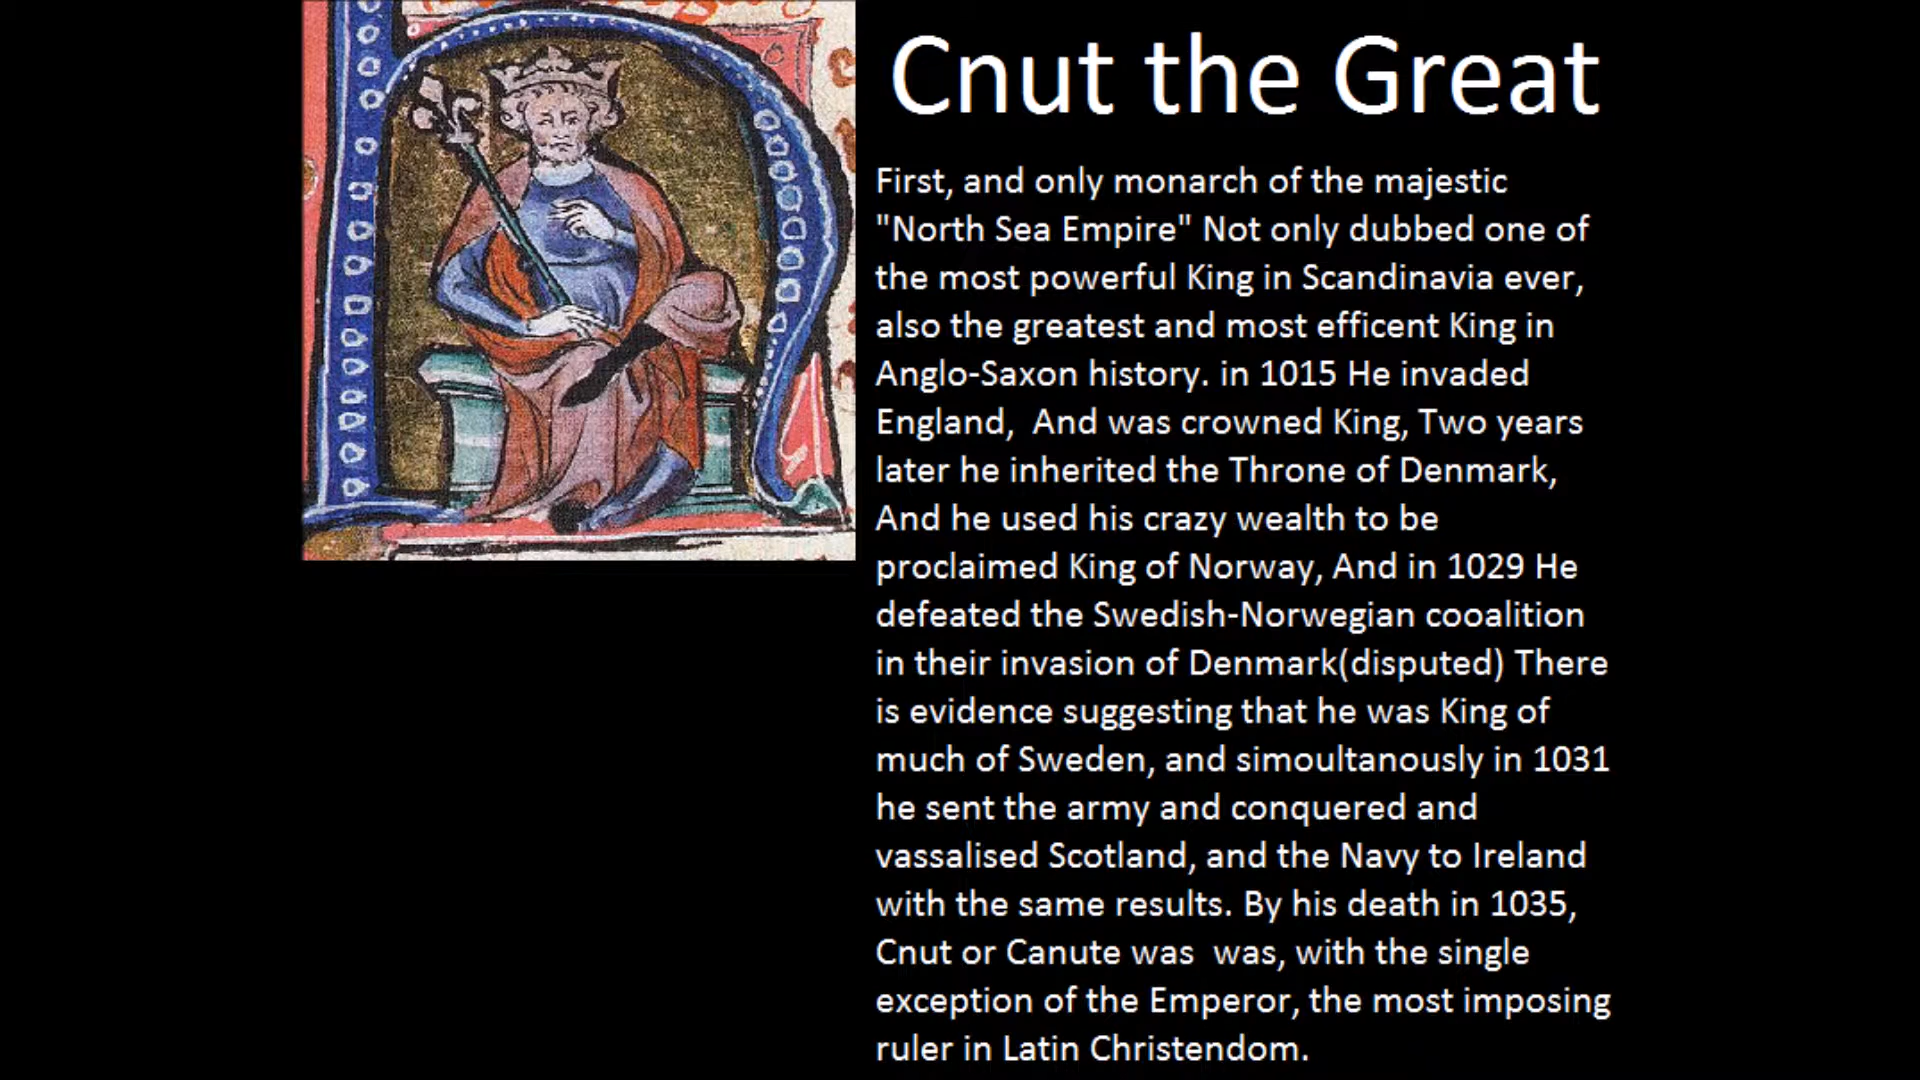 Cnut the Great
First, and only monarch of the majestic
"North Sea Empire" Not only dubbed one of
the most powerful King in Scandinavia ever,
also the greatest and most efficent King in
Anglo-Saxon history. in 1015 He invaded
England,  And was crowned King, Two years
later he inherited the Throne of Denmark,
And he used his crazy wealth to be
proclaimed King of Norway, And in 1029 He
defeated the Swedish-Norwegian cooalition
in their invasion of Denmark(disputed) There
is evidence suggesting that he was King of
much of Sweden, and simoultanously in 1031
he sent the army and conquered and
vassalised Scotland, and the Navy to Ireland
with the same results. By his death in 1035,
Cnut or Canute was  was, with the single
exception of the Emperor, the most imposing
ruler in Latin Christendom.